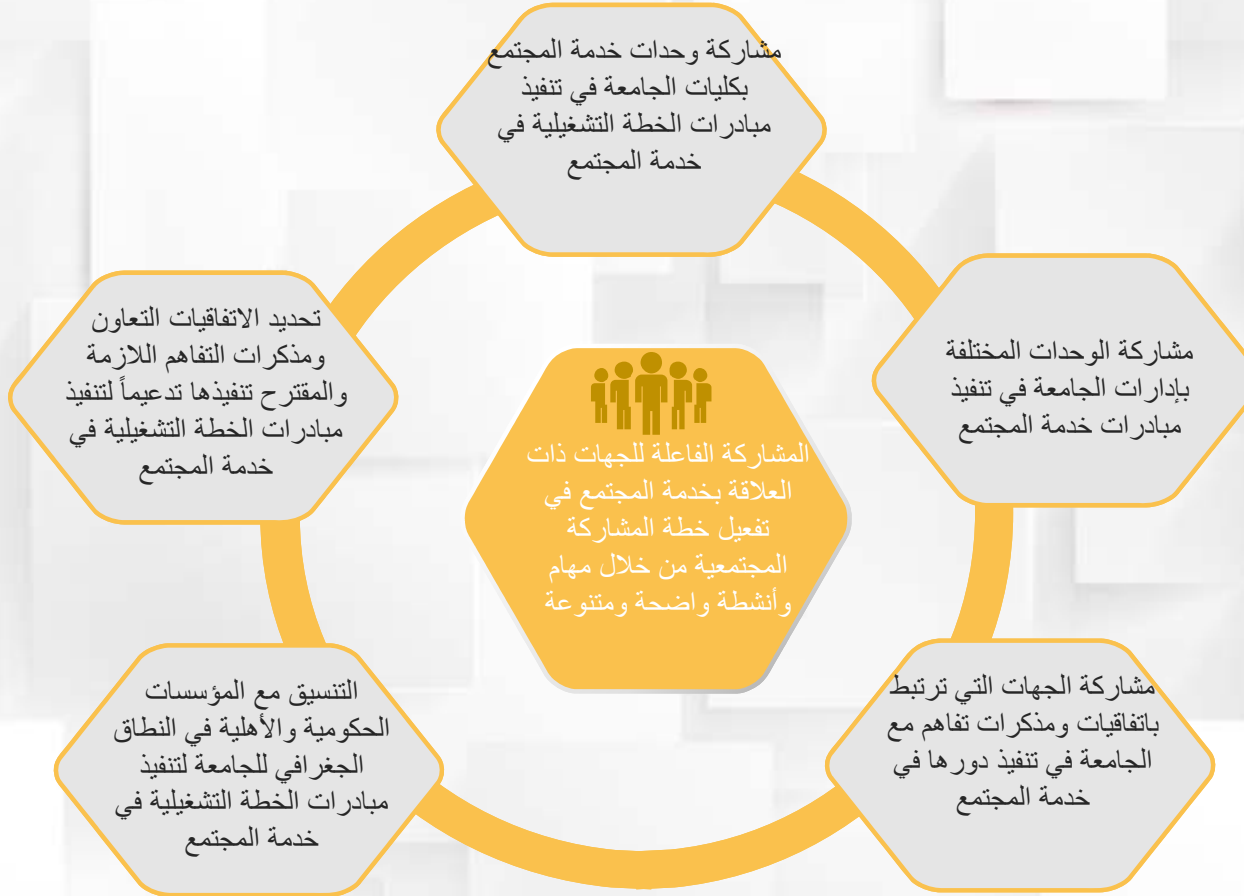 مشاركة وحدات خدمة المجتمع
بكليات الجامعة في تنفيذ
مبادرات الخطة التشغيلية في
خدمة المجتمع
مشاركة الوحدات المختلفة
بإدارات الجامعة في تنفيذ
مبادرات خدمة المجتمع
مشاركة الجهات التي ترتبط
باتفاقيات ومذكرات تفاهم مع
الجامعة في تنفيذ دورها في
خدمة المجتمع
التنسيق مع المؤسسات
الحكومية والأهلية في النطاق
الجغرافي للجامعة لتنفيذ
مبادرات الخطة التشغيلية في
خدمة المجتمع
تحديد الاتفاقيات التعاون
ومذكرات التفاهم اللازمة
والمقترح تنفيذها تدعيماً لتنفيذ
مبادرات الخطة التشغيلية في
خدمة المجتمع
المشاركة الفاعلة للجهات ذات
العلاقة بخدمة المجتمع في
تفعيل خطة المشاركة
المجتمعية من خلال مهام
وأنشطة واضحة ومتنوعة